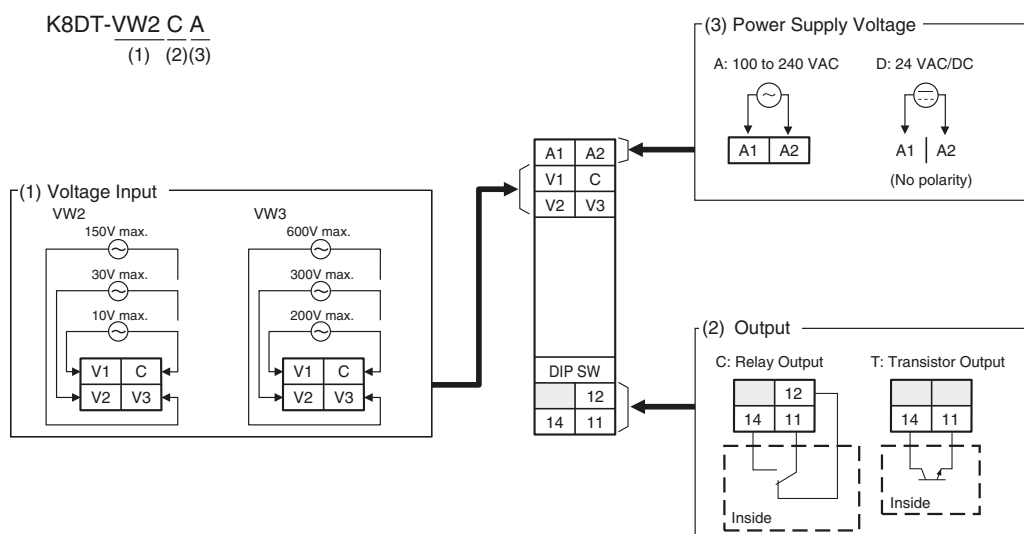 K8DT-VW2 C A
(1) (2)(3)
(1) Voltage Input
VW2
150V max.
30V max.
10V max.
V1 C
V2 V3
VW3
600V max.
300V max.
200V max.
V1 C
V2 V3
A1 A2
V1 C
V2 V3
DIP SW
12
14 11
(3) Power Supply Voltage
A: 100 to 240 VAC
A1 A2
D: 24 VAC/DC
A1 A2
(No polarity)
(2) Output
C: Relay Output
12
14 11
Inside
T: Transistor Output
14 11
Inside